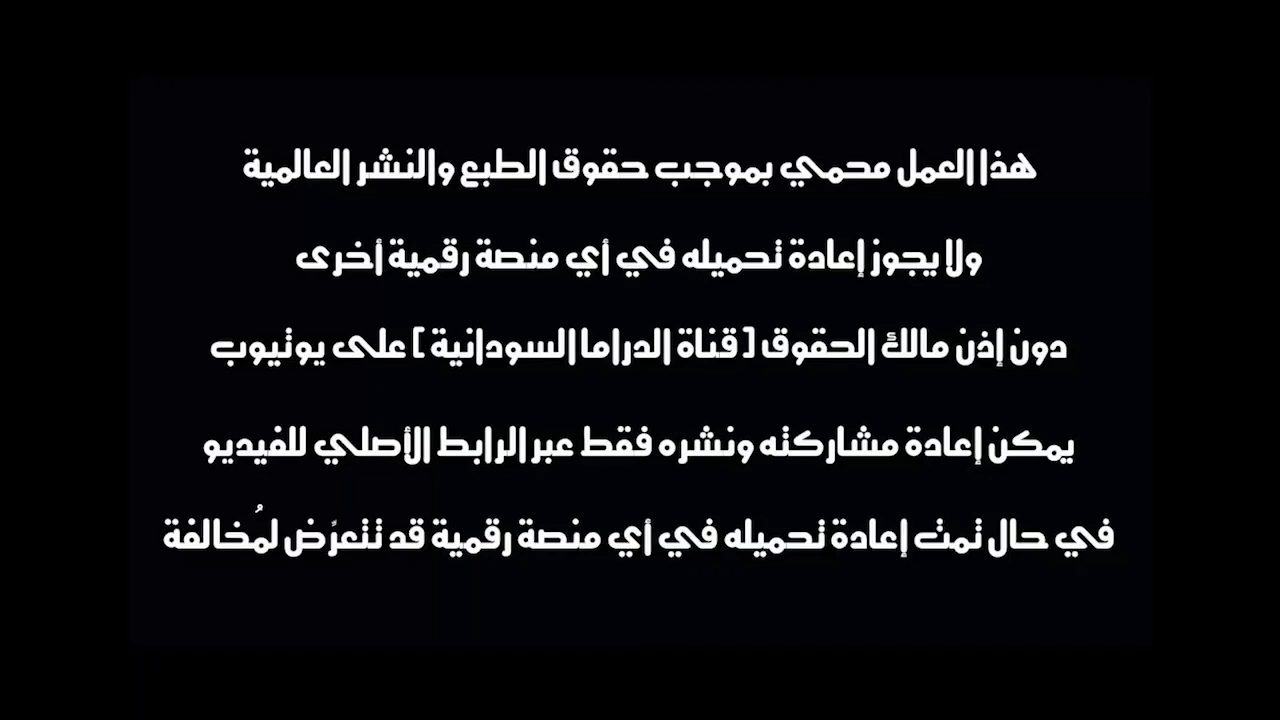 هذا العمل محمي بموجب حقوق الطبع والنشر العالمية
ولا يجوز إعادة تحميله في أي منصة رقمية أخرى
دون إذن مالك الحقوق [ قناة الدراما السودانية ] على يوتيوب
يمكن إعادة مشاركته ونشره فقط عبر الرابط الأصلي للفيديو
في حال تمت إعادة تحميله في أي منصة رقمية قد تتعرّض لمُخالفة